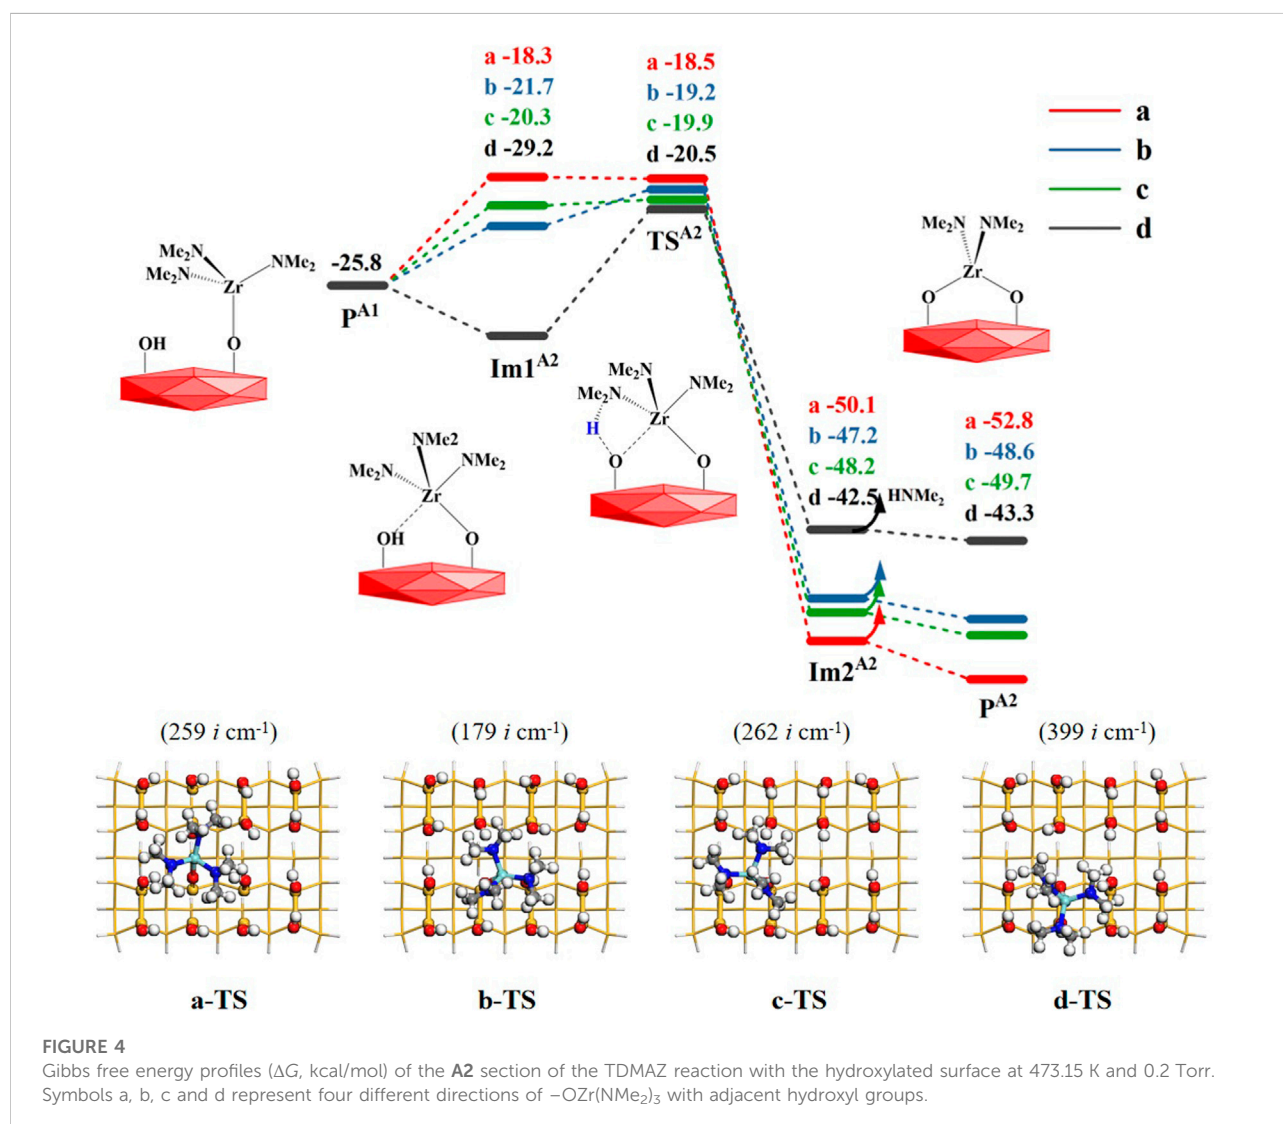 a -18.3
b -21.7
c -20.3
d -29.2
a -18.5
b -19.2
c -19.9
d -20.5
a
b
c
d
Me₂N
Me₂N
NMe₂
Zr
OH
O
-25.8
Pᴬ¹
Im1ᴬ²
TSᴬ²
Me₂N
NMe₂
Zr
O
O
NMe2
Me₂N
NMe₂
Zr
OH
O
Me₂N
Me₂N
NMe₂
H
Zr
O
O
a -50.1
b -47.2
c -48.2
d -42.5
HNMe₂
a -52.8
b -48.6
c -49.7
d -43.3
Im2ᴬ²
Pᴬ²
(259 i cm⁻¹)
(179 i cm⁻¹)
(262 i cm⁻¹)
(399 i cm⁻¹)
a-TS
b-TS
c-TS
d-TS
FIGURE 4
Gibbs free energy profiles (ΔG, kcal/mol) of the A2 section of the TDMAZ reaction with the hydroxylated surface at 473.15 K and 0.2 Torr.
Symbols a, b, c and d represent four different directions of –OZr(NMe₂)₃ with adjacent hydroxyl groups.